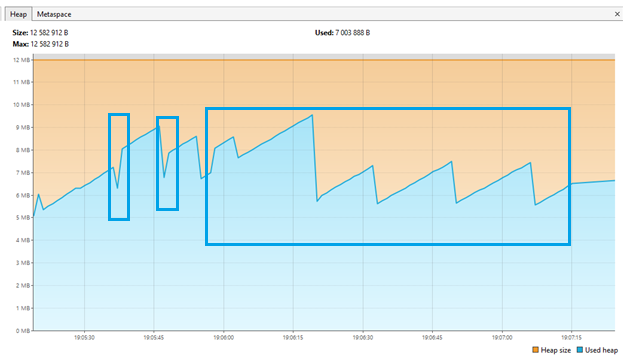 Heap Metaspace
Size: 12 582 912 B Used: 7 003 888 B
Max: 12 582 912 B
12 MB
11 MB
10 MB
9 MB
8 MB
7 MB
6 MB
5 MB
4 MB
3 MB
2 MB
1 MB
0 MB
19:05:30 19:05:45 19:06:00 19:06:15 19:06:30 19:06:45 19:07:00 19:07:15
Heap size Used heap